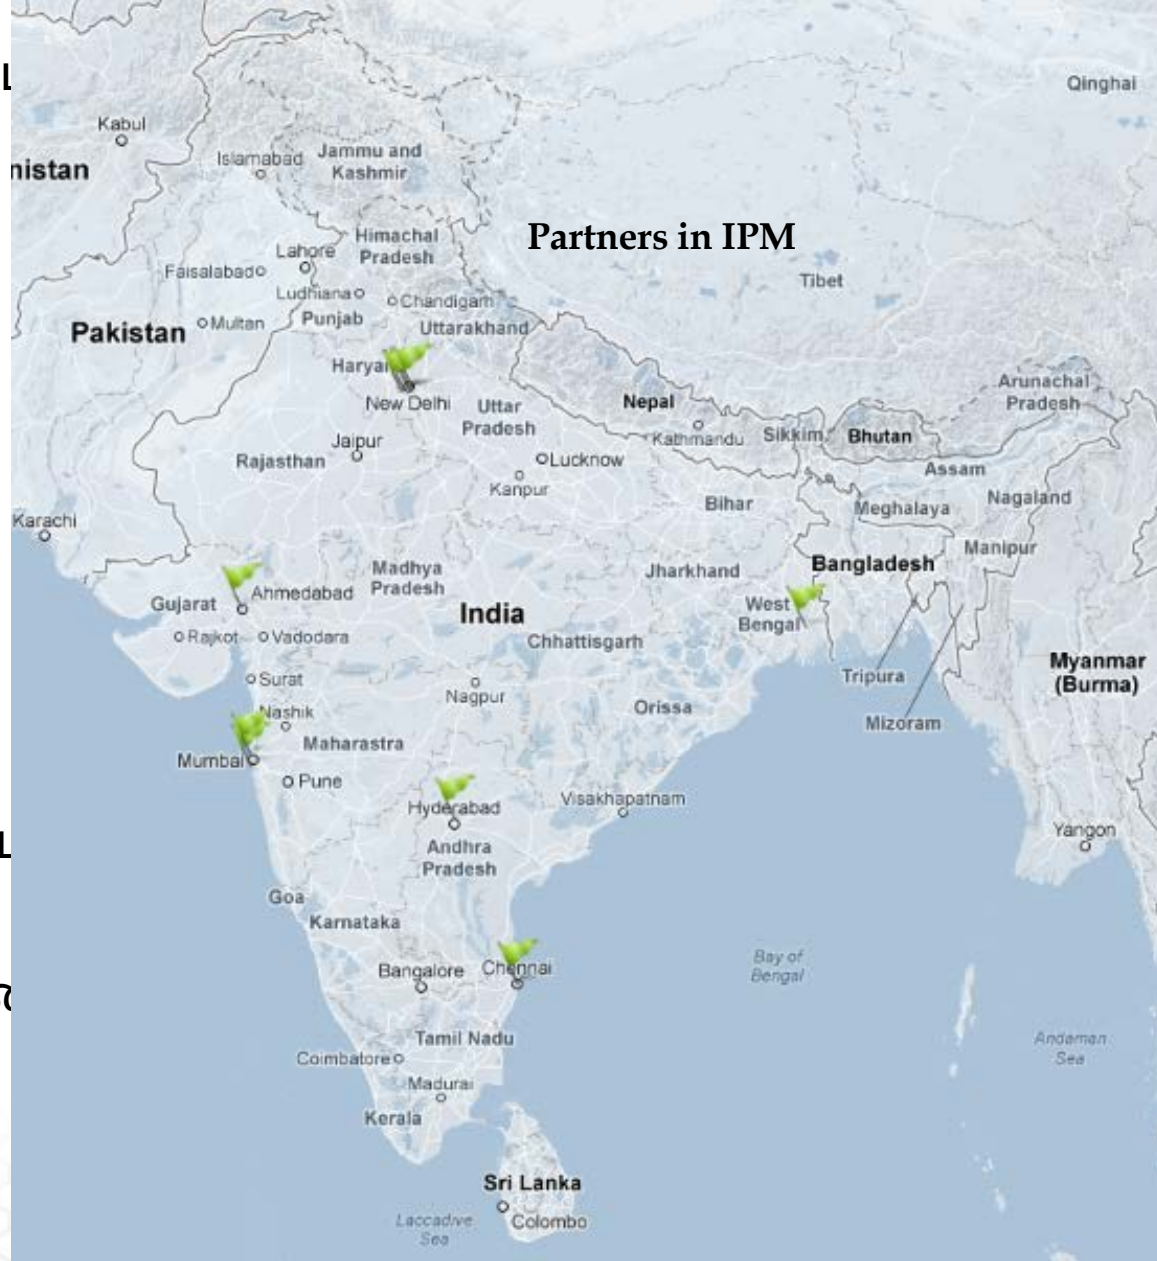 Qinghai
Kabul
nistan
Islamabad
Jammu and
Kashmir
Partners in IPM
Himachal
Pradesh
Lahore
Faisalabad
Tibet
Ludhiana
Chandigarh
Pakistan
Multan
Punjab
Uttarakhand
Haryan
New Delhi
Uttar
Pradesh
Nepal
Arunachal
Pradesh
Kathmandu
Sikkim
Bhutan
Jaipur
Rajasthan
Lucknow
Kanpur
Assam
Bihar
Meghalaya
Nagaland
Karachi
Manipur
Bangladesh
Madhya
Pradesh
Jharkhand
Ahmedabad
Gujarat
India
West
Bengal
Rajkot
Vadodara
Chhattisgarh
Surat
Nagpur
Tripura
Myanmar
(Burma)
Orissa
Nashik
Mizoram
Maharastra
Mumbai
Pune
Hyderabad
Visakhapatnam
Yangon
Andhra
Pradesh
Goa
Karnataka
Bangalore
Chennai
Bay of
Bengal
Tamil Nadu
Coimbatore
Andaman
Sea
Madurai
Kerala
Sri Lanka
Colombo
Laccadive
Sea